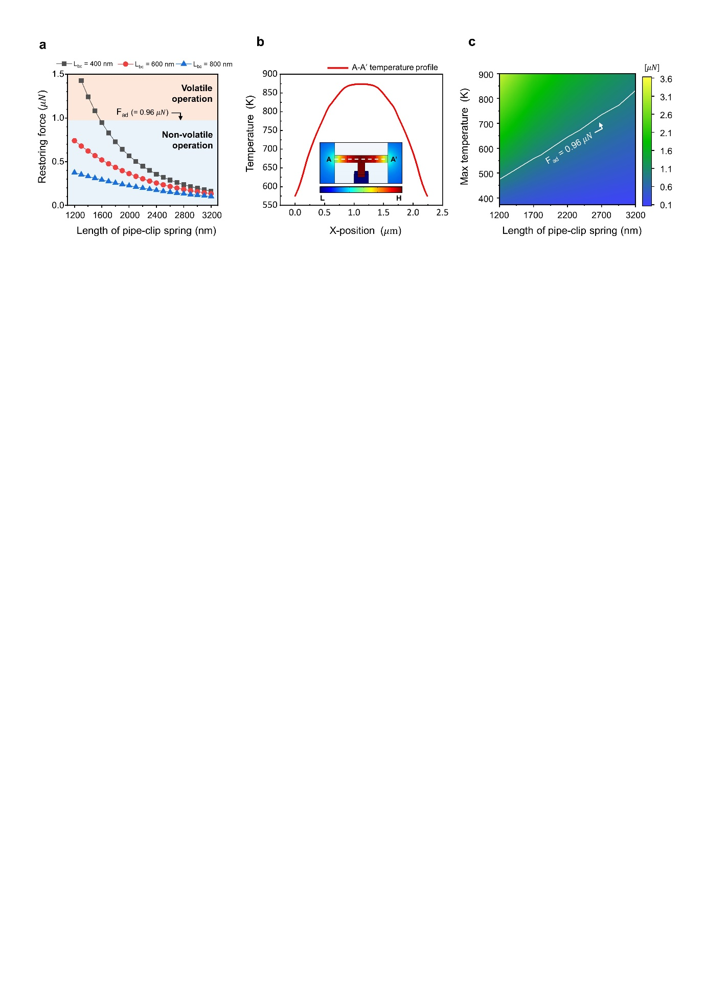 a
L_bc = 400 nm L_bc = 600 nm L_bc = 800 nm
1.5
1.0
0.5
0.0
Restoring force (μN)
Volatile
operation
F_ad (= 0.96 μN)
Non-volatile
operation
1200 1600 2000 2400 2800 3200
Length of pipe-clip spring (nm)
b
A-A′ temperature profile
900
850
800
750
700
650
600
550
Temperature (K)
A A′
L H
0.0 0.5 1.0 1.5 2.0 2.5
X-position (μm)
c
[μN]
900
800
700
600
500
400
Max temperature (K)
F_ad = 0.96 μN
3.6
3.1
2.6
2.1
1.6
1.1
0.6
0.1
1200 1700 2200 2700 3200
Length of pipe-clip spring (nm)